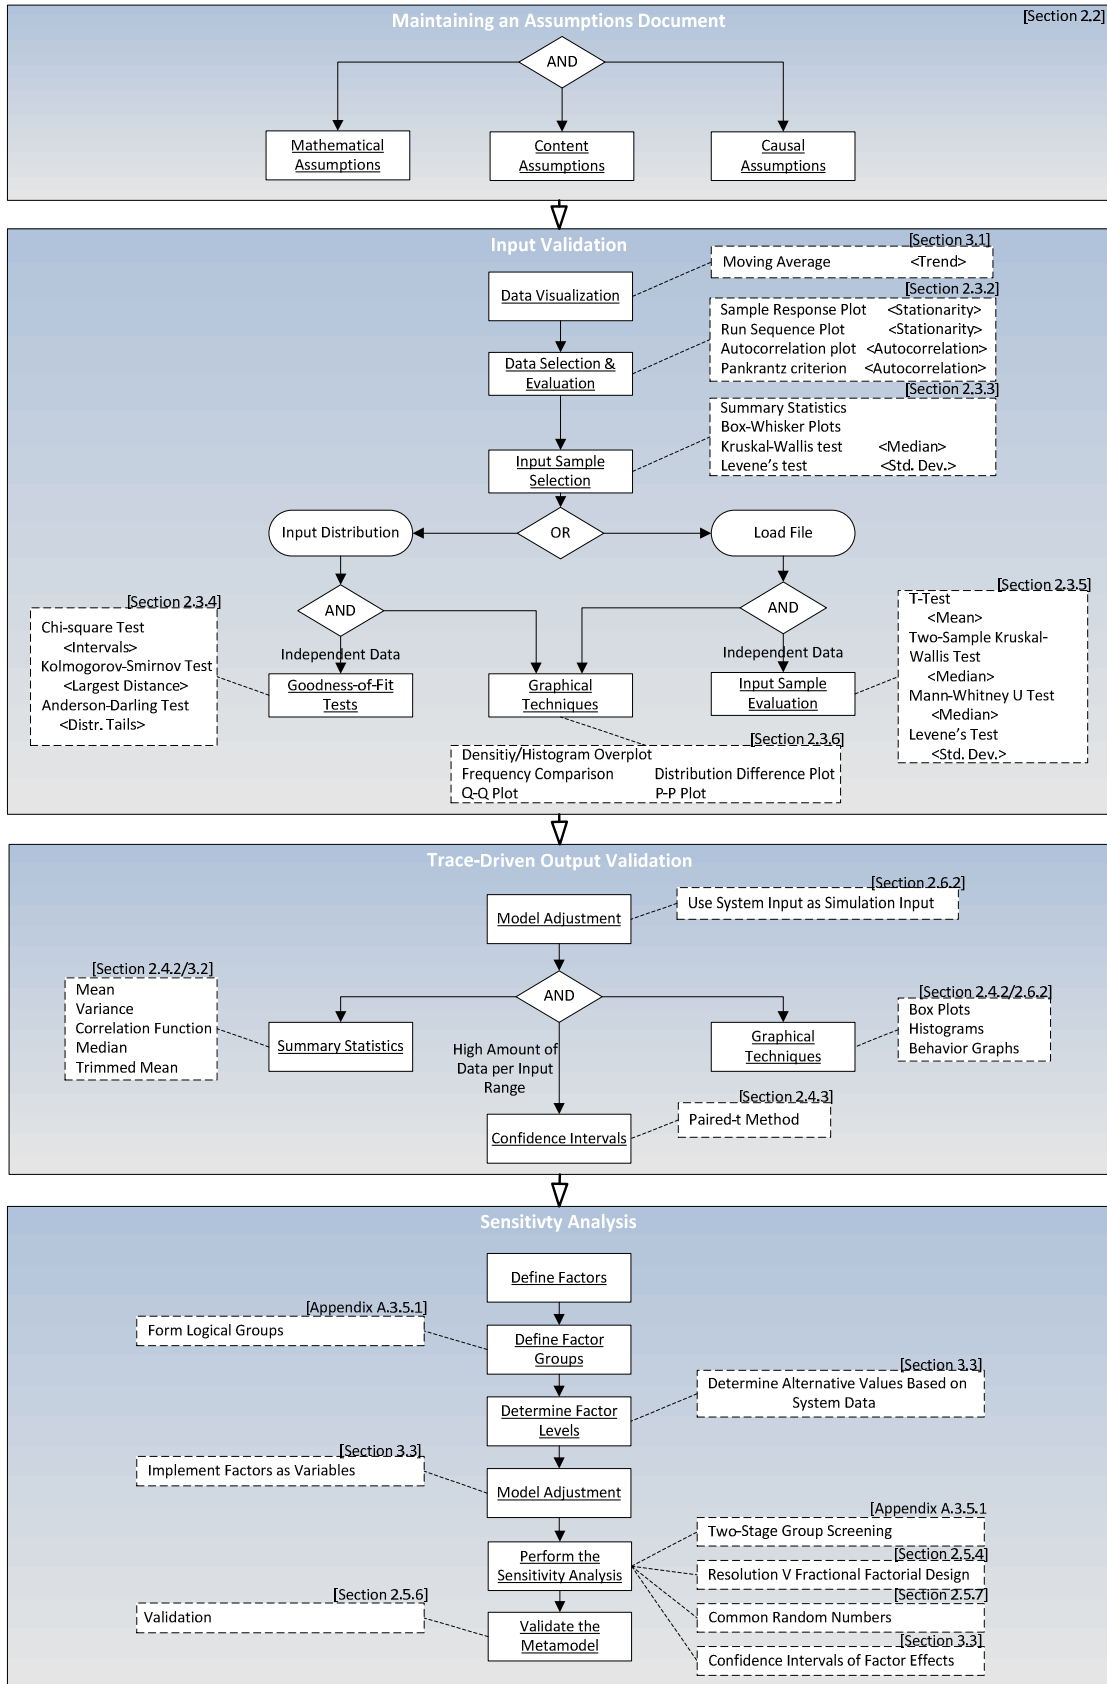 Maintaining an Assumptions Document
[Section 2.2]
AND
Mathematical
Assumptions
Content
Assumptions
Causal
Assumptions
Input Validation
[Section 3.1]
Moving Average <Trend>
Data Visualization
[Section 2.3.2]
Sample Response Plot <Stationarity>
Run Sequence Plot <Stationarity>
Autocorrelation plot <Autocorrelation>
Pankrantz criterion <Autocorrelation>
Data Selection &
Evaluation
[Section 2.3.3]
Summary Statistics
Box-Whisker Plots
Kruskal-Wallis test <Median>
Levene's test <Std. Dev.>
Input Sample
Selection
Input Distribution
OR
Load File
[Section 2.3.4]
Chi-square Test
<Intervals>
Kolmogorov-Smirnov Test
<Largest Distance>
Anderson-Darling Test
<Distr. Tails>
AND
Independent Data
Goodness-of-Fit
Tests
Graphical
Techniques
AND
Independent Data
Input Sample
Evaluation
[Section 2.3.5]
T-Test
<Mean>
Two-Sample Kruskal-
Wallis Test
<Median>
Mann-Whitney U Test
<Median>
Levene's Test
<Std. Dev.>
[Section 2.3.6]
Densitiy/Histogram Overplot
Frequency Comparison Distribution Difference Plot
Q-Q Plot P-P Plot
Trace-Driven Output Validation
[Section 2.6.2]
Use System Input as Simulation Input
Model Adjustment
AND
[Section 2.4.2/3.2]
Mean
Variance
Correlation Function
Median
Trimmed Mean
Summary Statistics
High Amount of
Data per Input
Range
Graphical
Techniques
[Section 2.4.2/2.6.2]
Box Plots
Histograms
Behavior Graphs
[Section 2.4.3]
Paired-t Method
Confidence Intervals
Sensitivty Analysis
Define Factors
[Appendix A.3.5.1]
Form Logical Groups
Define Factor
Groups
[Section 3.3]
Determine Alternative Values Based on
System Data
Determine Factor
Levels
[Section 3.3]
Implement Factors as Variables
Model Adjustment
[Appendix A.3.5.1
Two-Stage Group Screening
Perform the
Sensitivity Analysis
[Section 2.5.4]
Resolution V Fractional Factorial Design
[Section 2.5.7]
Common Random Numbers
[Section 3.3]
Confidence Intervals of Factor Effects
[Section 2.5.6]
Validation
Validate the
Metamodel